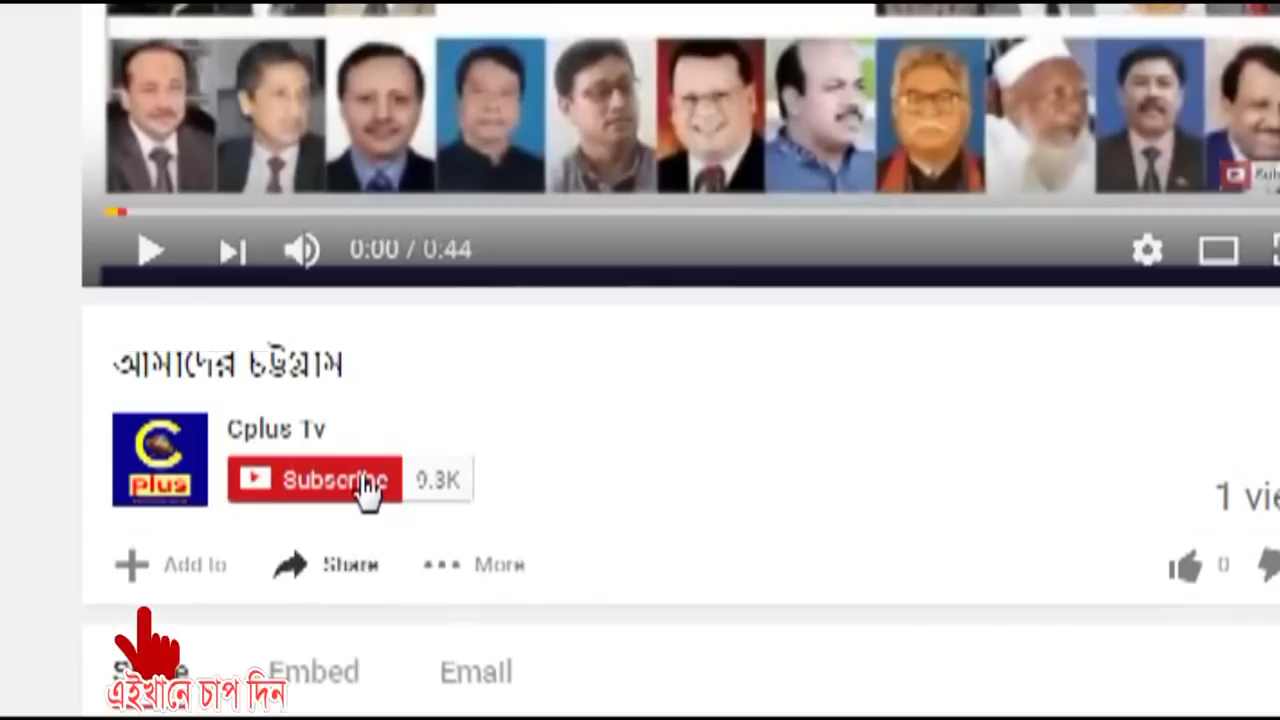 0:00 / 0:44
আমাদের চট্টগ্রাম
C
plus
Cplus Tv
Subscribe 9.3K
1
Add to Share More 0
Embed Email
এইখানে চাপ দিন